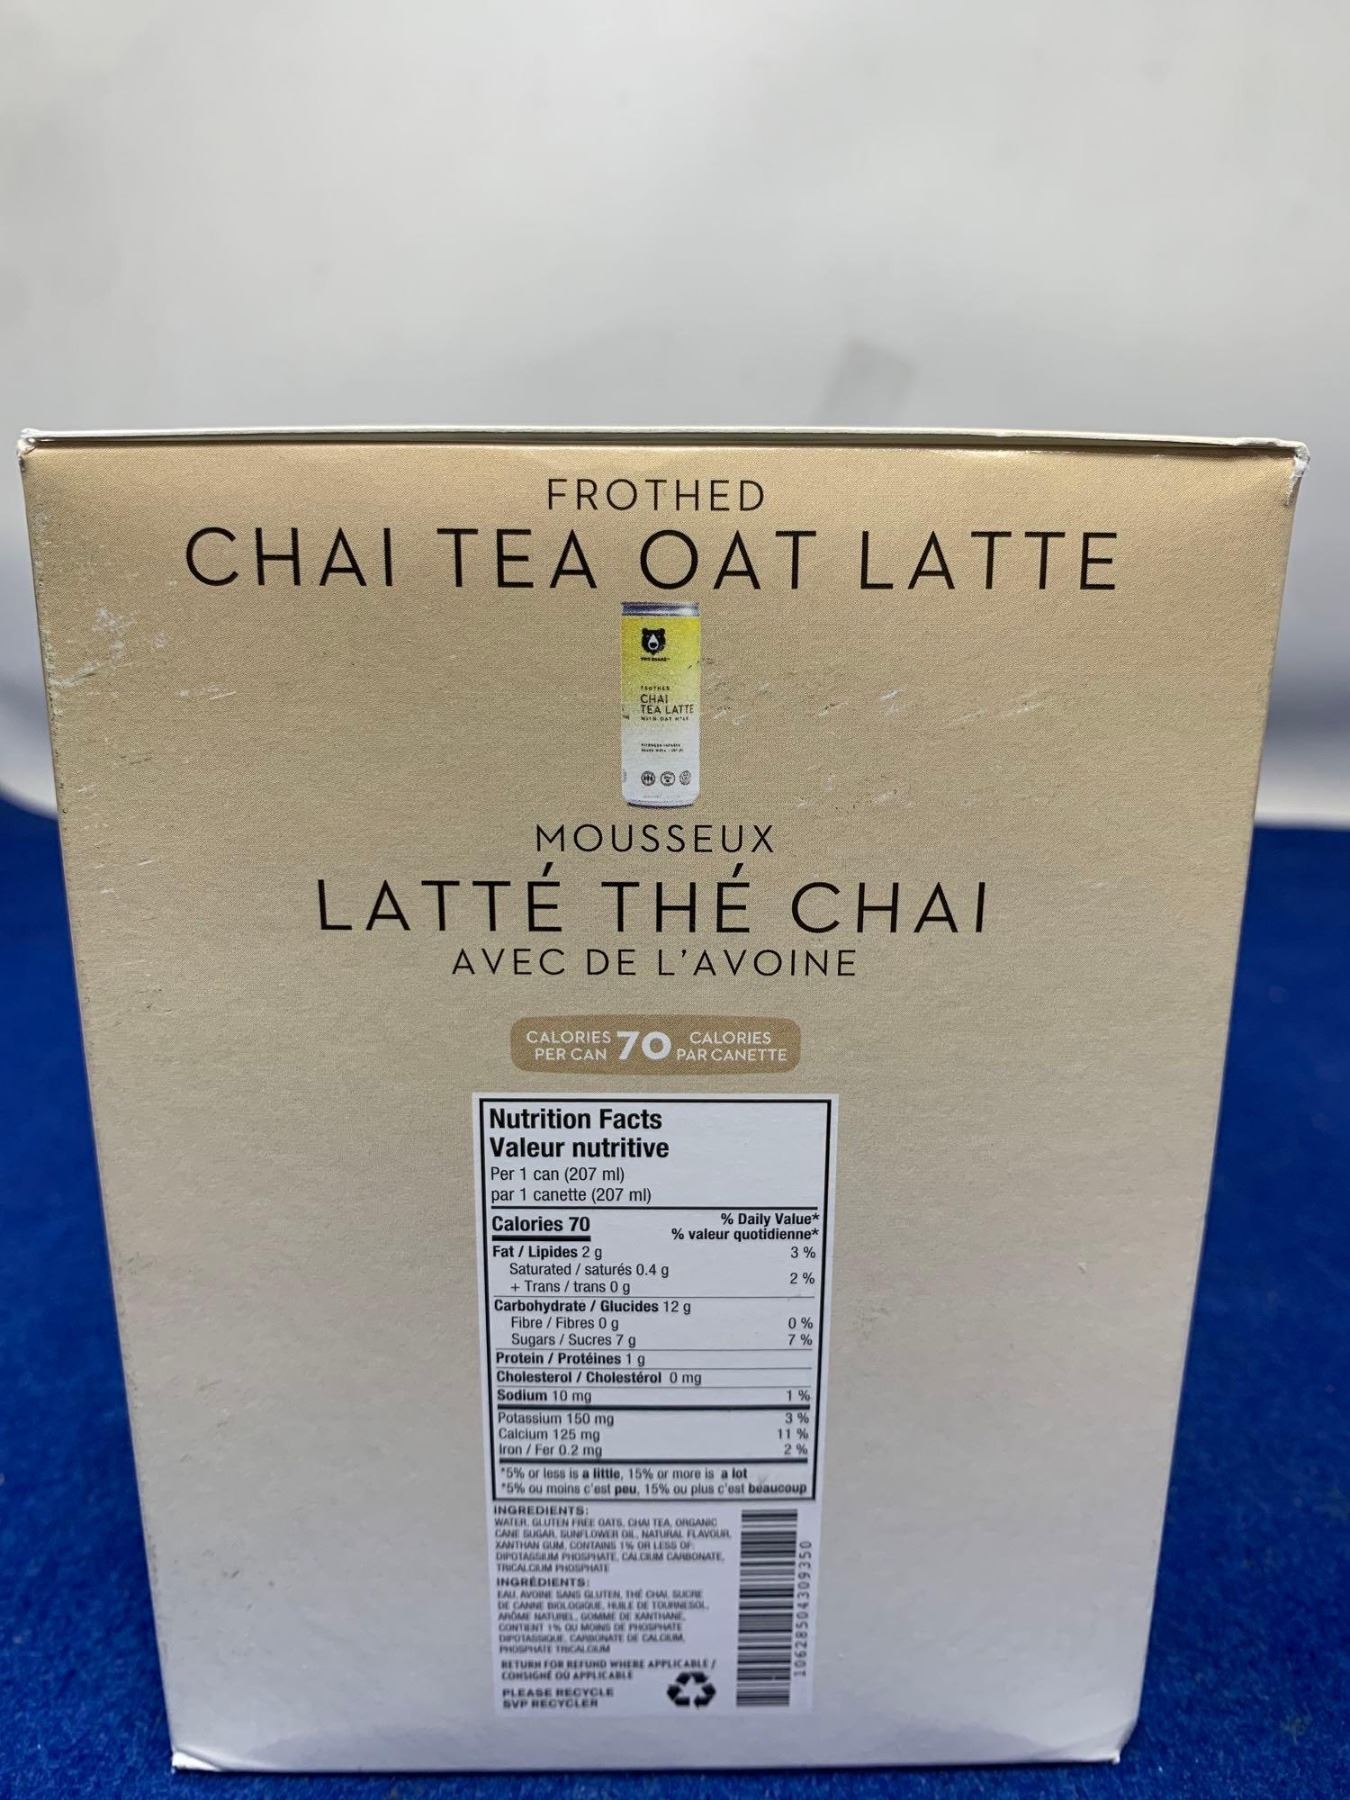 FROTHED
CHAI TEA OAT LATTE
FROTHED
CHAI
TEA LATTE
WITH OAT MILK
MOUSSEUX
LATTÉ THÉ CHAI
AVEC DE L'AVOINE
CALORIES PER CAN 70 CALORIES PAR CANETTE
Nutrition Facts
Valeur nutritive
Per 1 can (207 ml)
par 1 canette (207 ml)
Calories 70
% Daily Value*
% valeur quotidienne*
Fat / Lipides 2 g 3 %
Saturated / saturés 0.4 g
+ Trans / trans 0 g 2 %
Carbohydrate / Glucides 12 g
Fibre / Fibres 0 g 0 %
Sugars / Sucres 7 g 7 %
Protein / Protéines 1 g
Cholesterol / Cholestérol 0 mg
Sodium 10 mg 1 %
Potassium 150 mg 3 %
Calcium 125 mg 11 %
Iron / Fer 0.2 mg 2 %
*5% or less is a little, 15% or more is a lot
*5% ou moins c'est peu, 15% ou plus c'est beaucoup
INGREDIENTS:
WATER, GLUTEN FREE OATS, CHAI TEA, ORGANIC
CANE SUGAR, SUNFLOWER OIL, NATURAL FLAVOUR,
XANTHAN GUM, CONTAINS 1% OR LESS OF:
DIPOTASSIUM PHOSPHATE, CALCIUM CARBONATE,
TRICALCIUM PHOSPHATE
INGRÉDIENTS:
EAU, AVOINE SANS GLUTEN, THÉ CHAI, SUCRE
DE CANNE BIOLOGIQUE, HUILE DE TOURNESOL,
ARÔME NATUREL, GOMME DE XANTHANE,
CONTIENT 1% OU MOINS DE PHOSPHATE
DIPOTASSIQUE, CARBONATE DE CALCIUM,
PHOSPHATE TRICALCIUM
RETURN FOR REFUND WHERE APPLICABLE /
CONSIGNÉ OÙ APPLICABLE
PLEASE RECYCLE
SVP RECYCLER
10628504309350